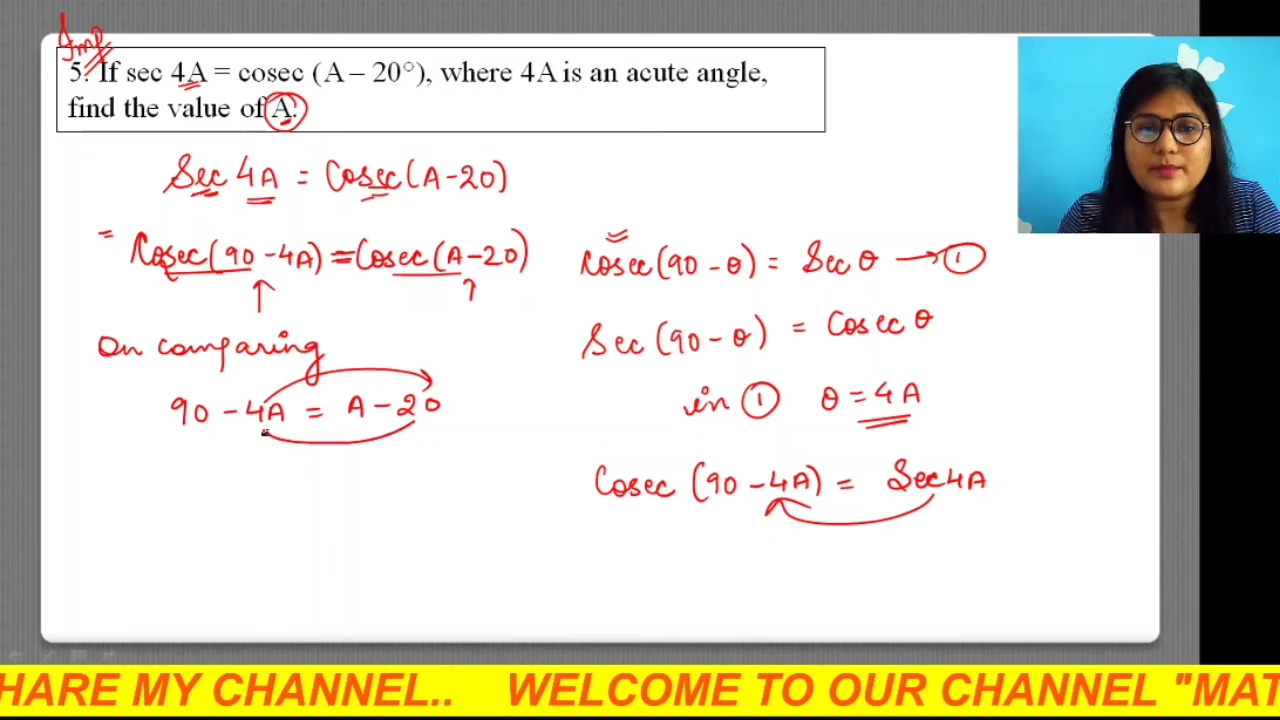 Imp
5. If sec 4A = cosec (A – 20°), where 4A is an acute angle,
find the value of A.
Sec 4A = Cosec(A-20)
= Cosec(90-4A) = Cosec(A-20)
On comparing
90 - 4A = A - 20
Cosec(90-θ) = Sec θ → ①
Sec(90-θ) = Cosec θ
in ① θ = 4A
Cosec (90-4A) = Sec4A
HARE MY CHANNEL.. WELCOME TO OUR CHANNEL "MAT